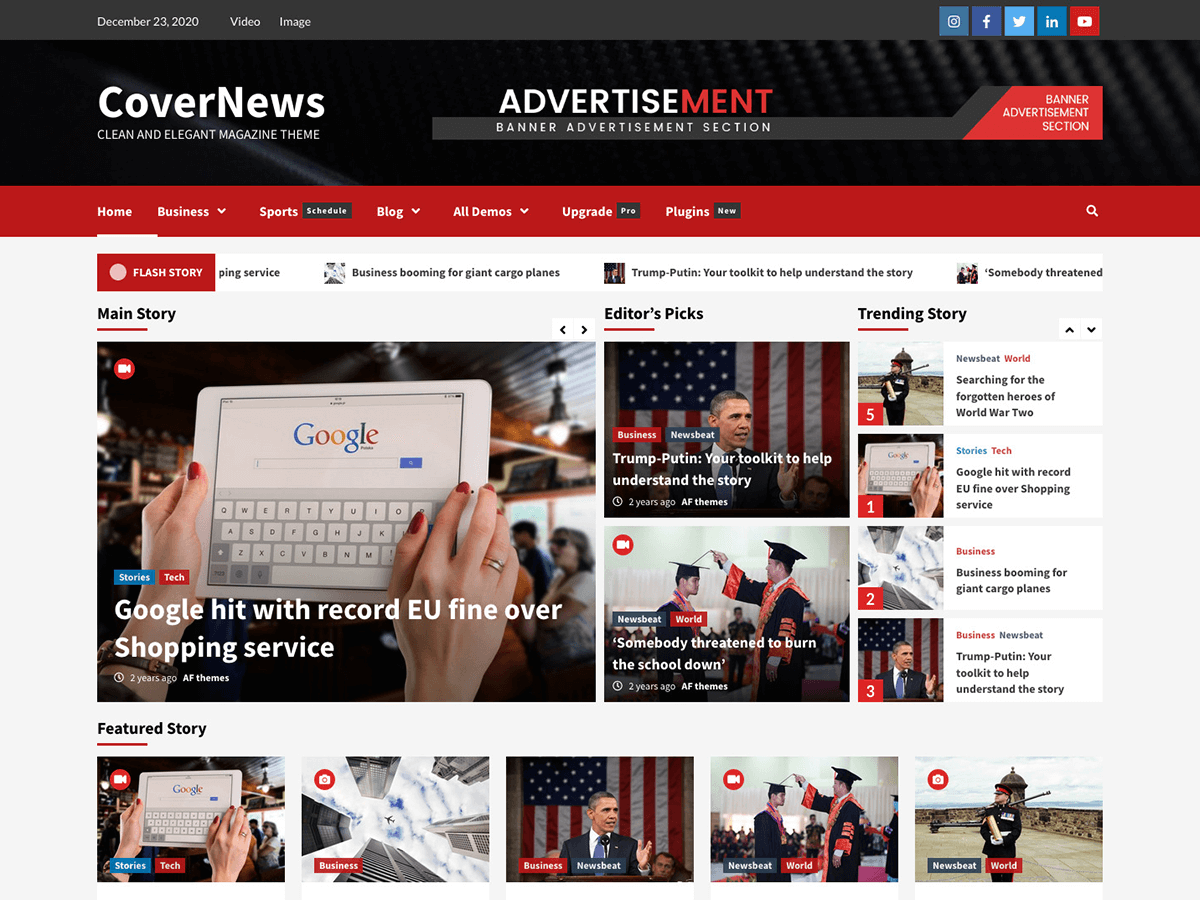 December 23, 2020
Video
Image
CoverNews
CLEAN AND ELEGANT MAGAZINE THEME
ADVERTISEMENT
BANNER ADVERTISEMENT SECTION
BANNER
ADVERTISEMENT
SECTION
Home
Business
Sports Schedule
Blog
All Demos
Upgrade Pro
Plugins New
FLASH STORY
ping service
Business booming for giant cargo planes
Trump-Putin: Your toolkit to help understand the story
‘Somebody threatened
Main Story
Google
Q W E R T Y U I O P
A S D F G H J K
Z X C V B N M
Stories Tech
Google hit with record EU fine over
Shopping service
2 years ago AF themes
Editor’s Picks
Business Newsbeat
Trump-Putin: Your toolkit to help
understand the story
2 years ago AF themes
Newsbeat World
‘Somebody threatened to burn
the school down’
2 years ago AF themes
Trending Story
5
Newsbeat World
Searching for the
forgotten heroes of
World War Two
Google
1
Stories Tech
Google hit with record
EU fine over Shopping
service
2
Business
Business booming for
giant cargo planes
3
Business Newsbeat
Trump-Putin: Your
toolkit to help
understand the story
Featured Story
Google
Stories Tech
Business
Business Newsbeat
Newsbeat World
Newsbeat World